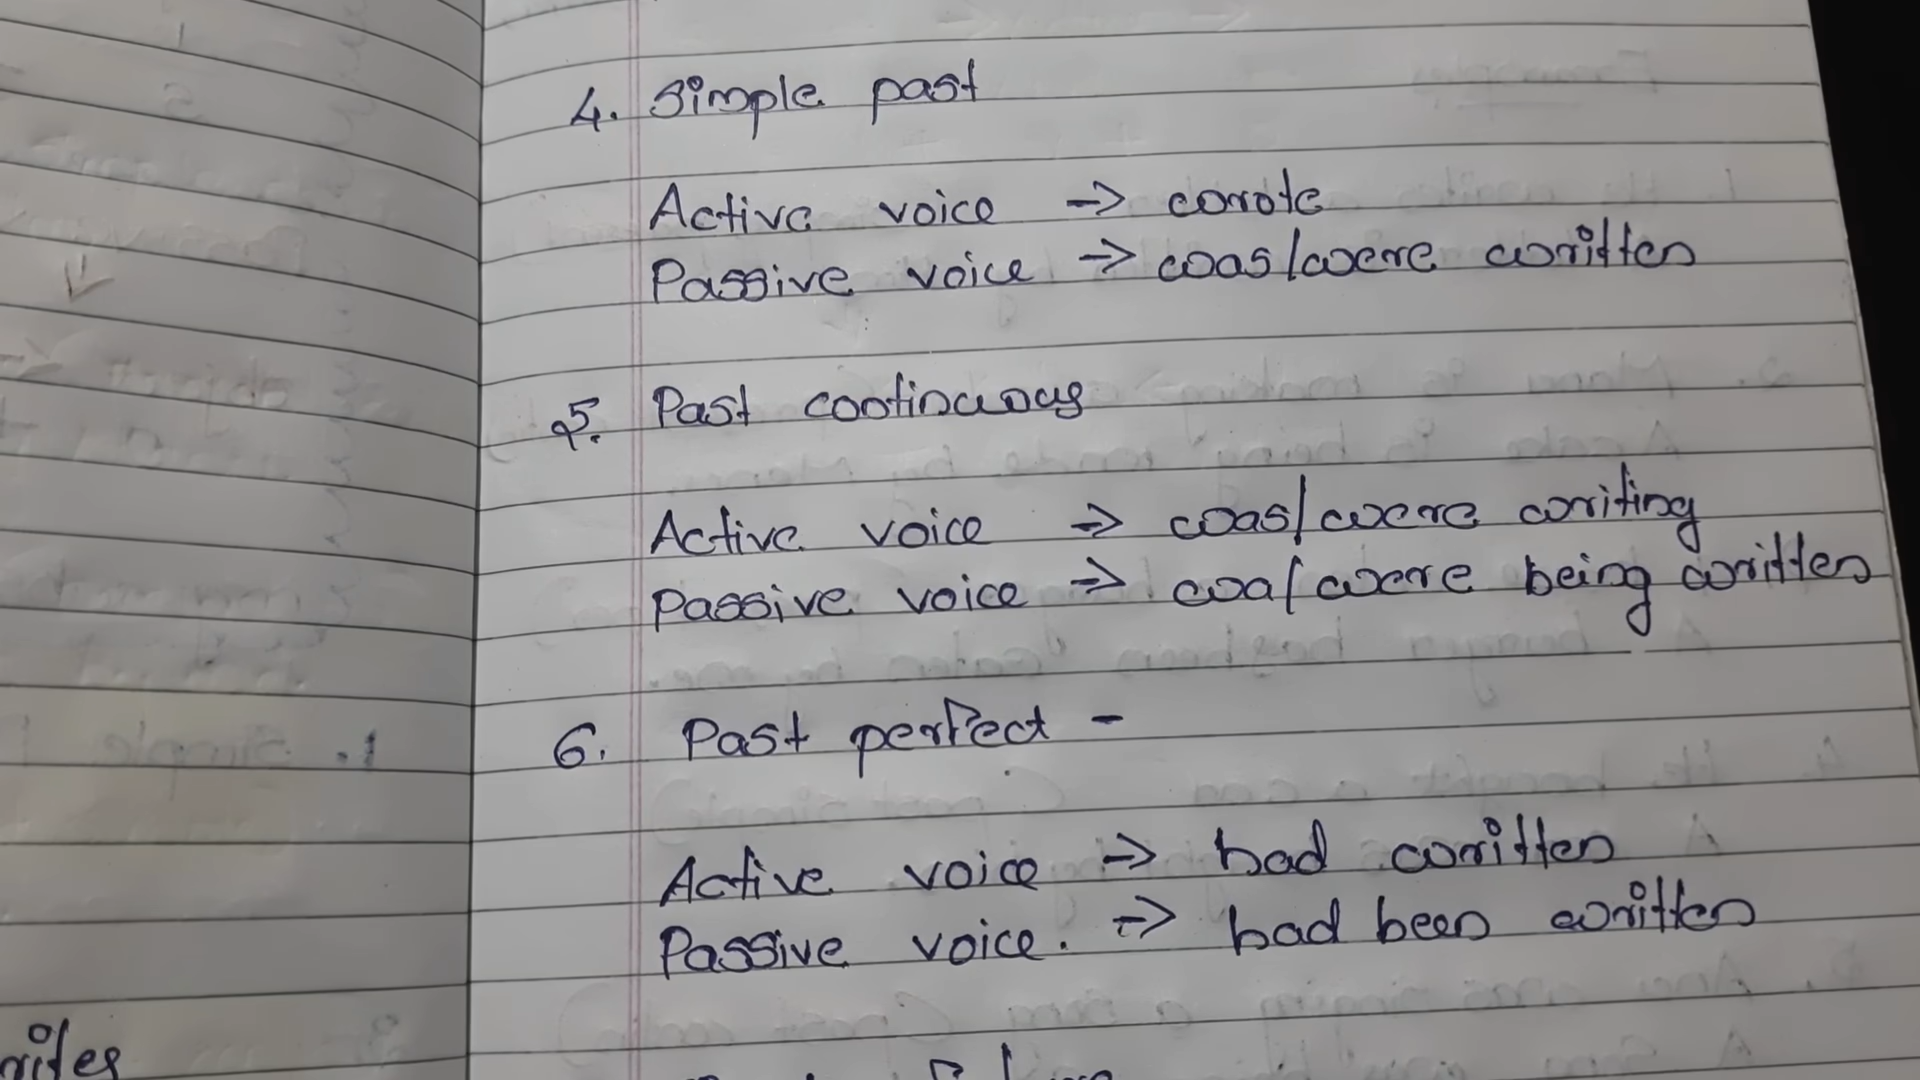 4. Simple past
Active voice → wrote
Passive voice → was/were written
5. Past continuous
Active voice → was/were writing
Passive voice → wa/were being written
6. Past perfect -
Active voice → had written
Passive voice. → had been written